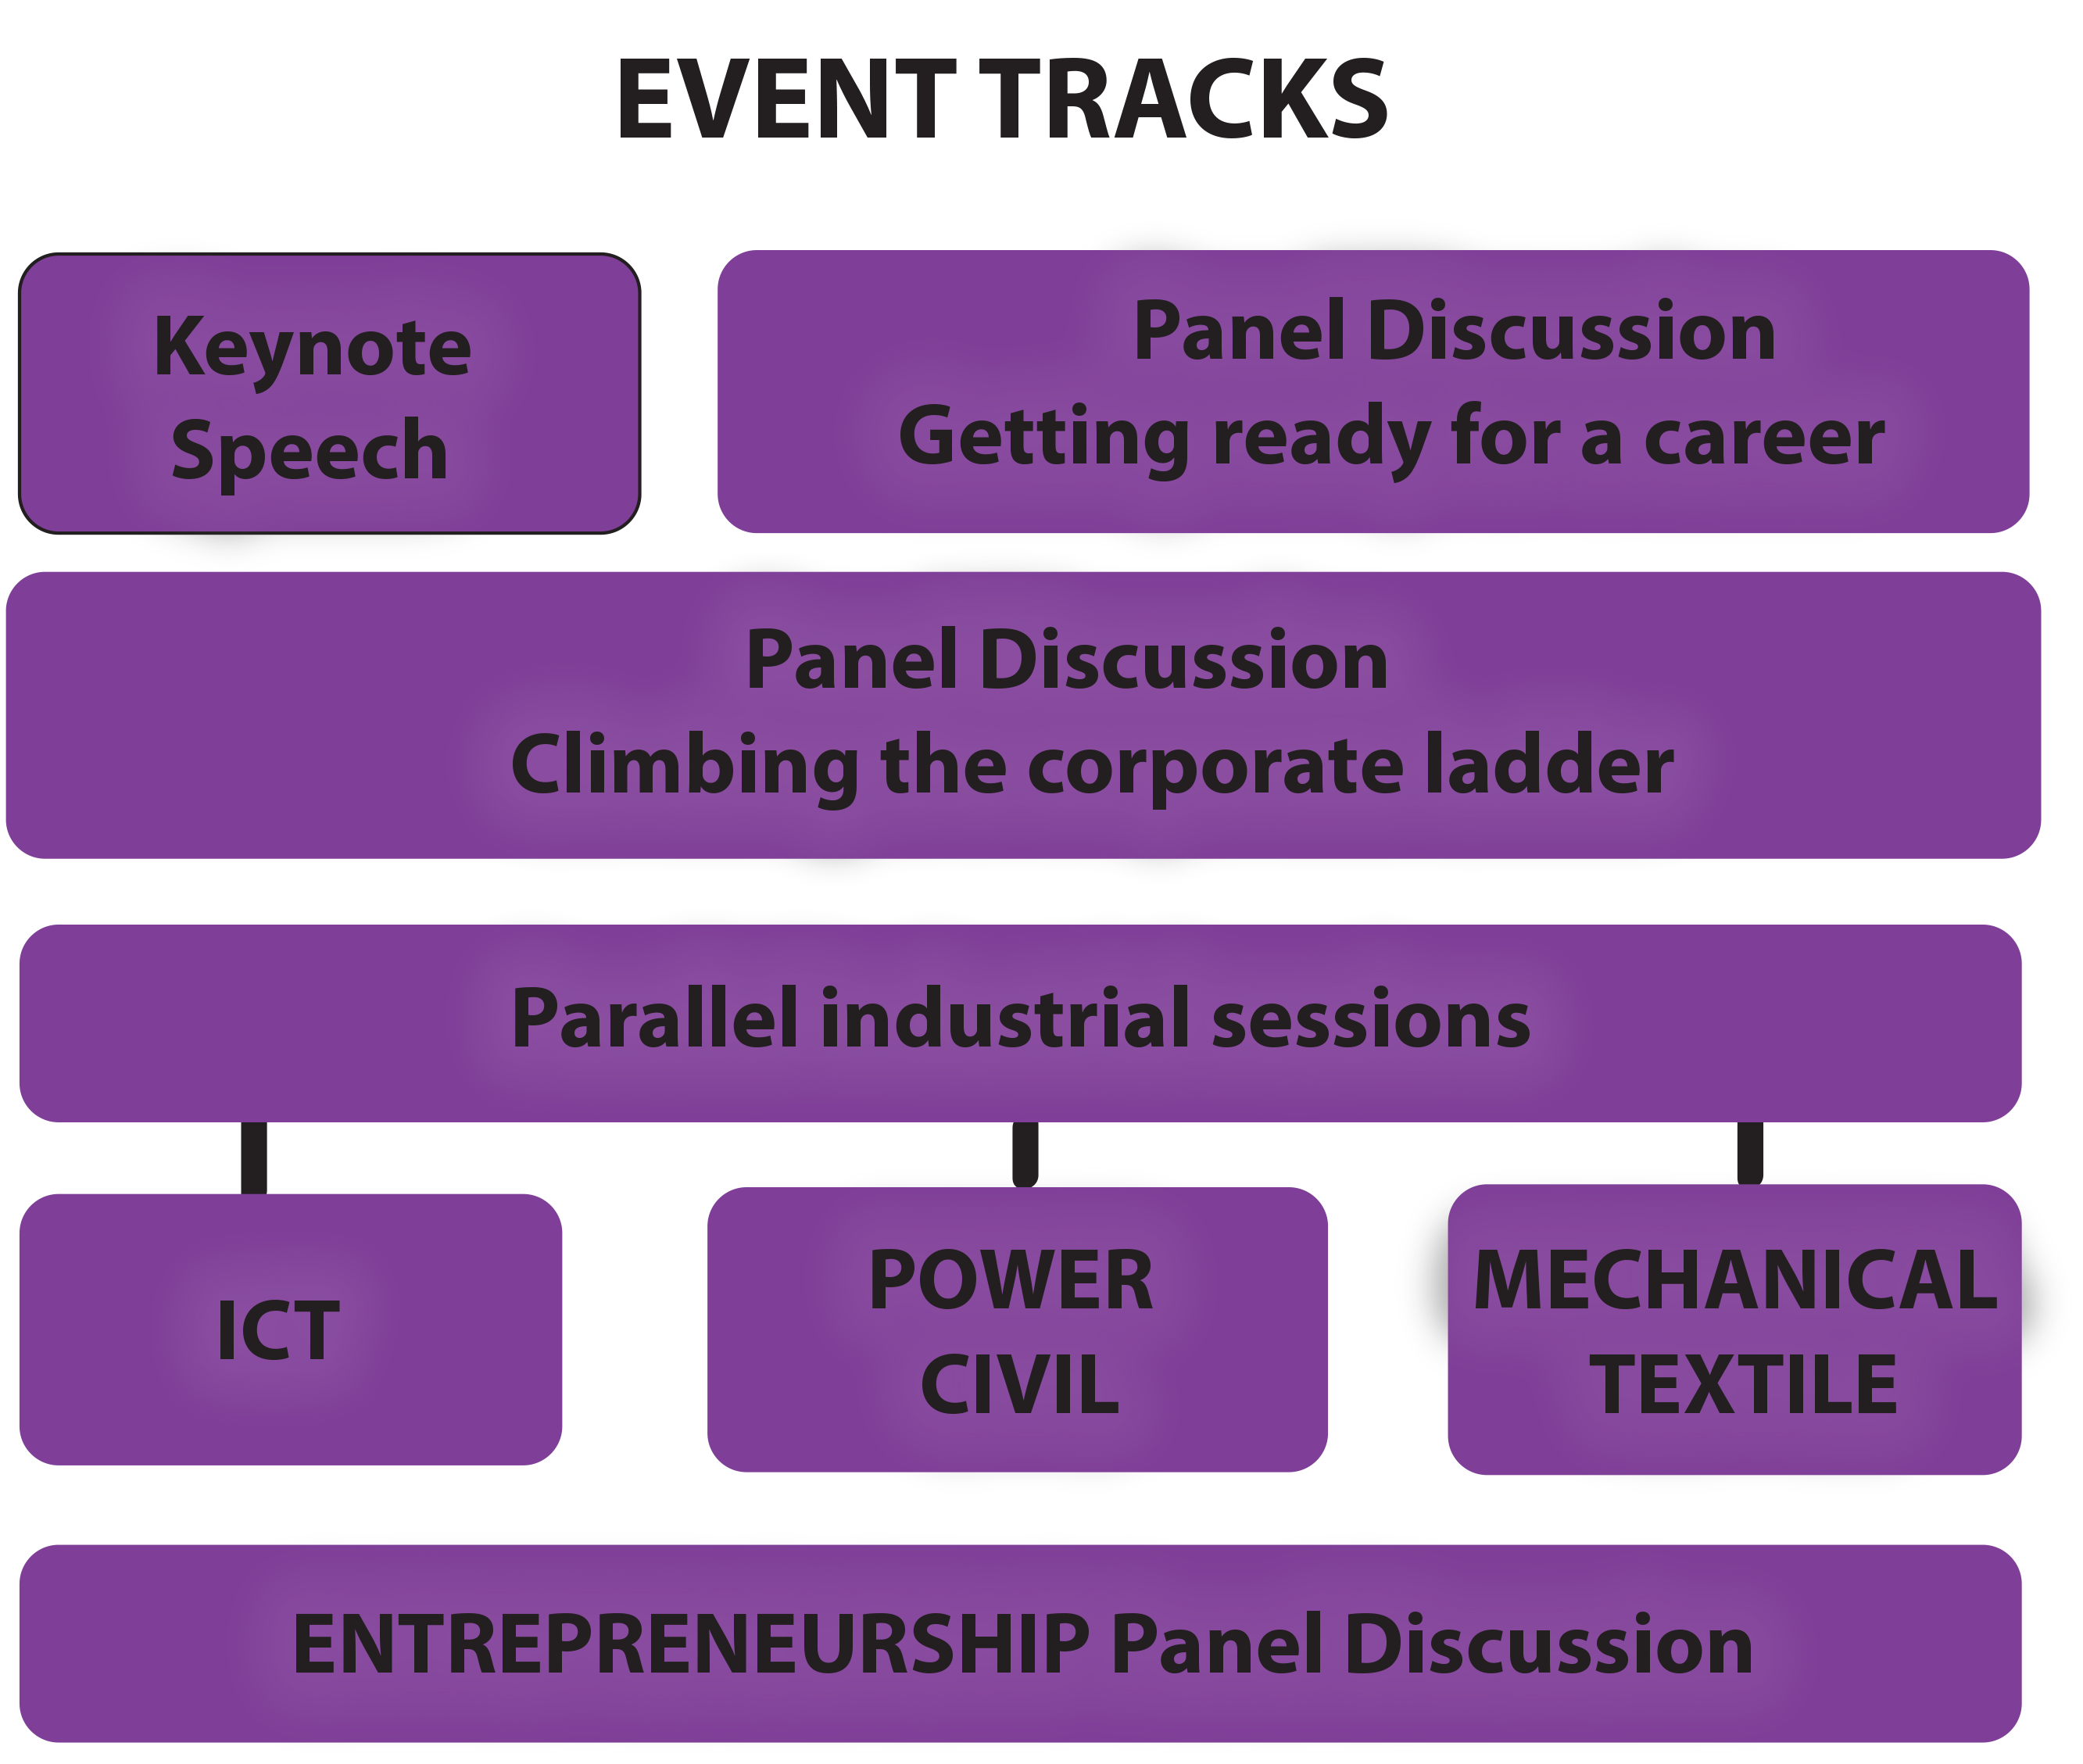 EVENT TRACKS
Keynote
Speech
Panel Discussion
Getting ready for a career
Panel Discussion
Climbing the corporate ladder
Parallel industrial sessions
ICT
POWER
CIVIL
MECHANICAL
TEXTILE
ENTREPRENEURSHIP Panel Discussion